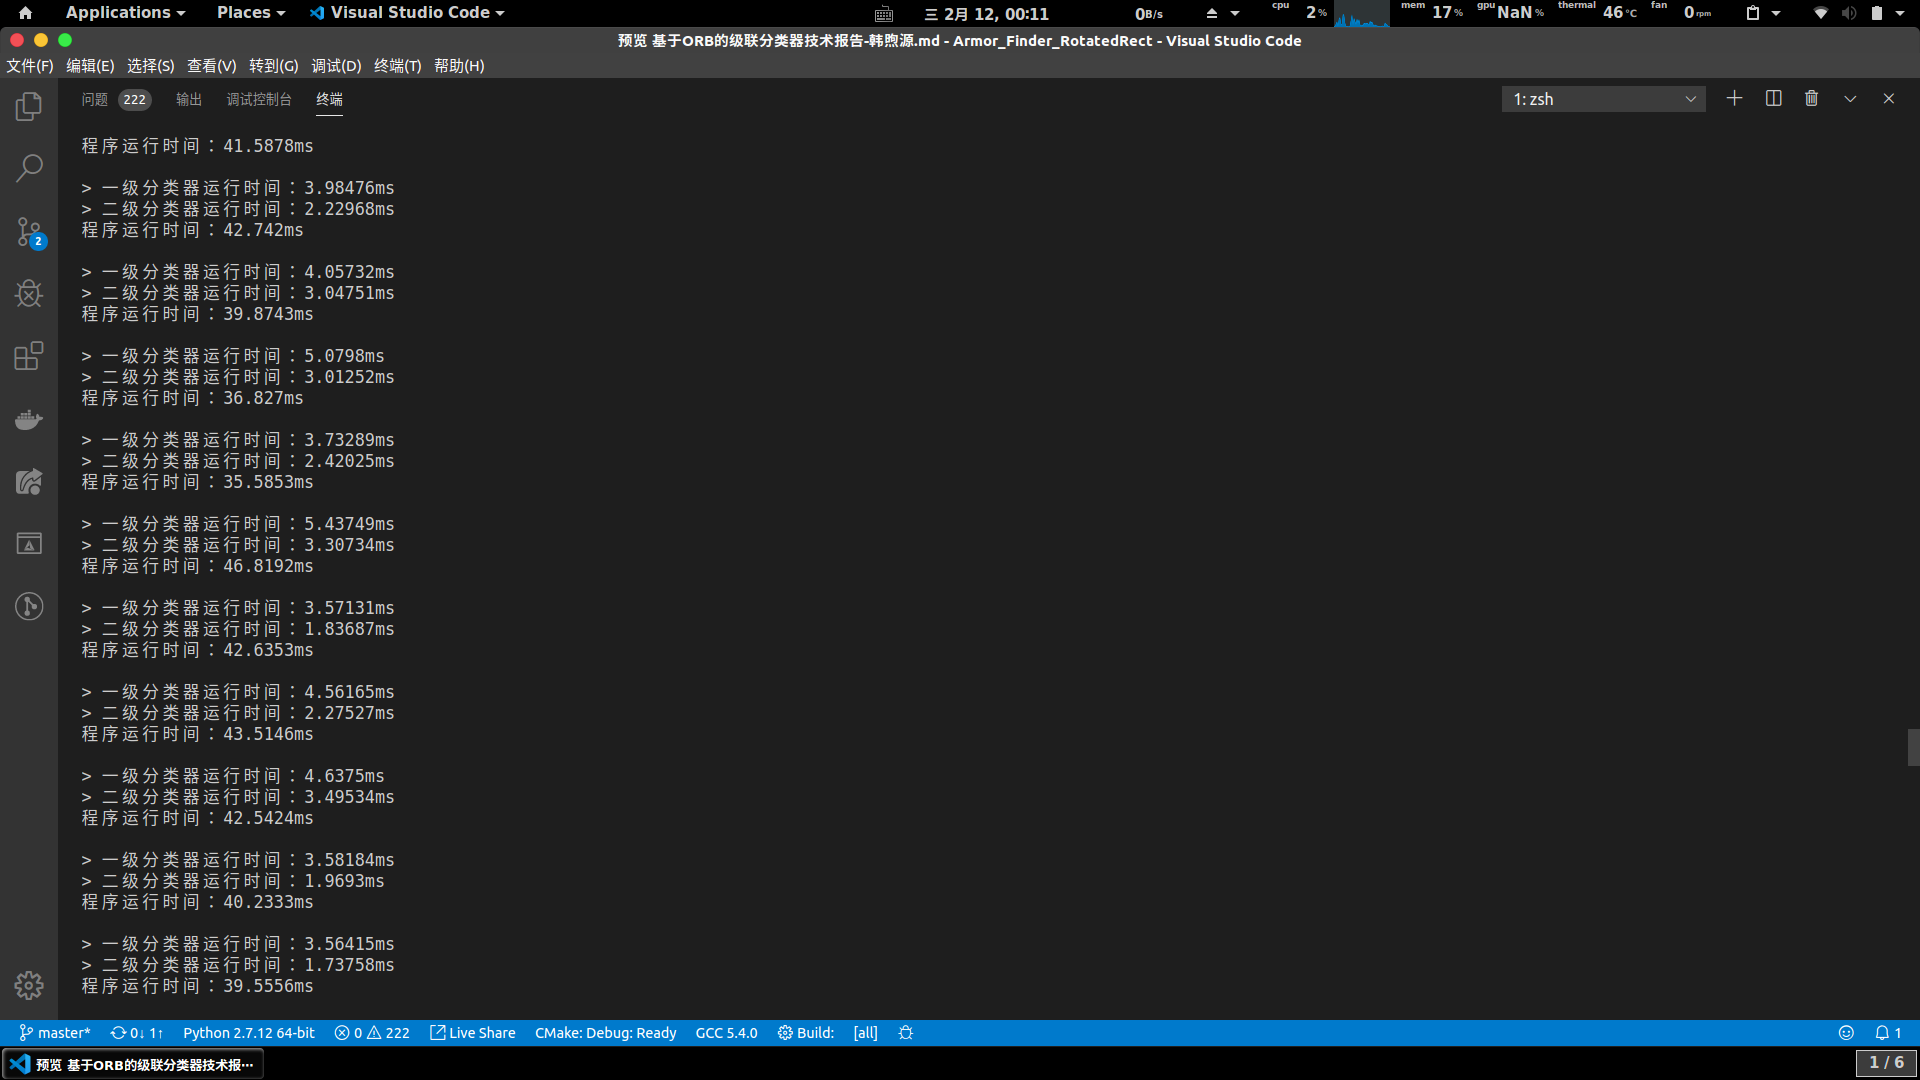 Applications Places Visual Studio Code 三 2月 12, 00:11 0B/s cpu 2% mem 17% gpu NaN% thermal 46°C fan 0rpm
预览 基于ORB的级联分类器技术报告-韩煦源.md - Armor_Finder_RotatedRect - Visual Studio Code
文件(F) 编辑(E) 选择(S) 查看(V) 转到(G) 调试(D) 终端(T) 帮助(H)
问题 222 输出 调试控制台 终端 1: zsh
程序运行时间：41.5878ms
> 一级分类器运行时间：3.98476ms
> 二级分类器运行时间：2.22968ms
程序运行时间：42.742ms
> 一级分类器运行时间：4.05732ms
> 二级分类器运行时间：3.04751ms
程序运行时间：39.8743ms
> 一级分类器运行时间：5.0798ms
> 二级分类器运行时间：3.01252ms
程序运行时间：36.827ms
> 一级分类器运行时间：3.73289ms
> 二级分类器运行时间：2.42025ms
程序运行时间：35.5853ms
> 一级分类器运行时间：5.43749ms
> 二级分类器运行时间：3.30734ms
程序运行时间：46.8192ms
> 一级分类器运行时间：3.57131ms
> 二级分类器运行时间：1.83687ms
程序运行时间：42.6353ms
> 一级分类器运行时间：4.56165ms
> 二级分类器运行时间：2.27527ms
程序运行时间：43.5146ms
> 一级分类器运行时间：4.6375ms
> 二级分类器运行时间：3.49534ms
程序运行时间：42.5424ms
> 一级分类器运行时间：3.58184ms
> 二级分类器运行时间：1.9693ms
程序运行时间：40.2333ms
> 一级分类器运行时间：3.56415ms
> 二级分类器运行时间：1.73758ms
程序运行时间：39.5556ms
2
master* 0↓ 1↑ Python 2.7.12 64-bit 0 222 Live Share CMake: Debug: Ready GCC 5.4.0 Build: [all] 1
预览 基于ORB的级联分类器技术报… 1 / 6